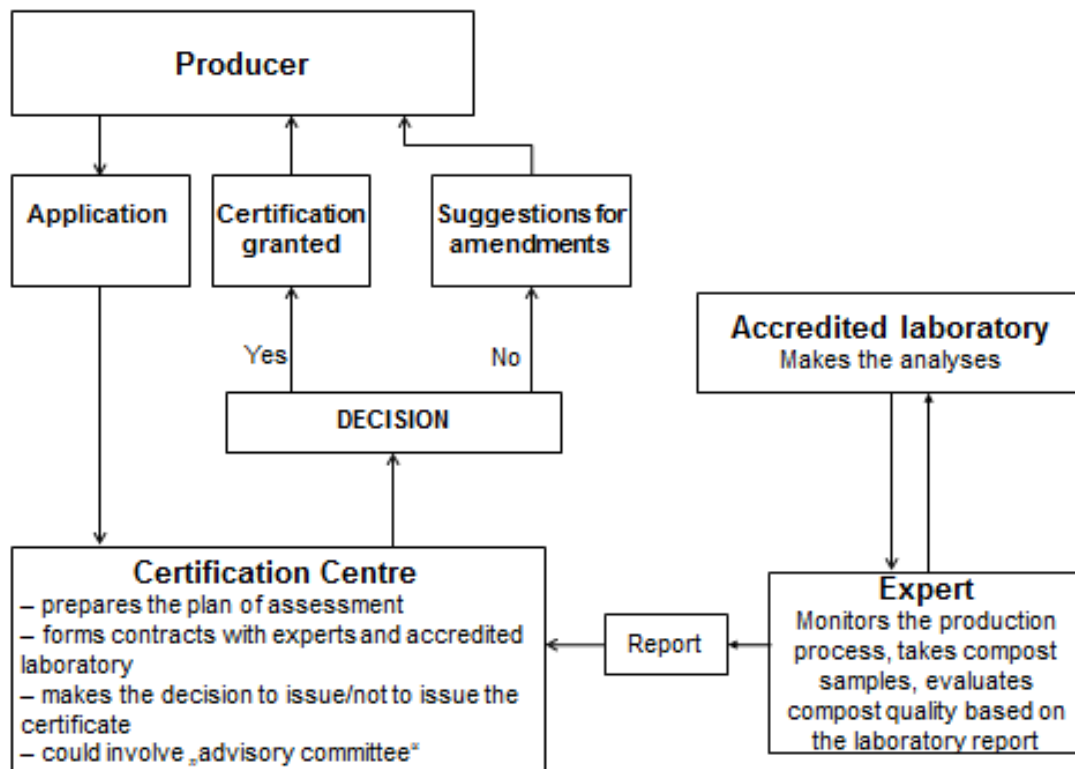 Producer
Application
Certification
granted
Suggestions for
amendments
Yes
No
DECISION
Accredited laboratory
Makes the analyses
Certification Centre
– prepares the plan of assessment
– forms contracts with experts and accredited
laboratory
– makes the decision to issue/not to issue the
certificate
– could involve „advisory committee“
Report
Expert
Monitors the production
process, takes compost
samples, evaluates
compost quality based on
the laboratory report